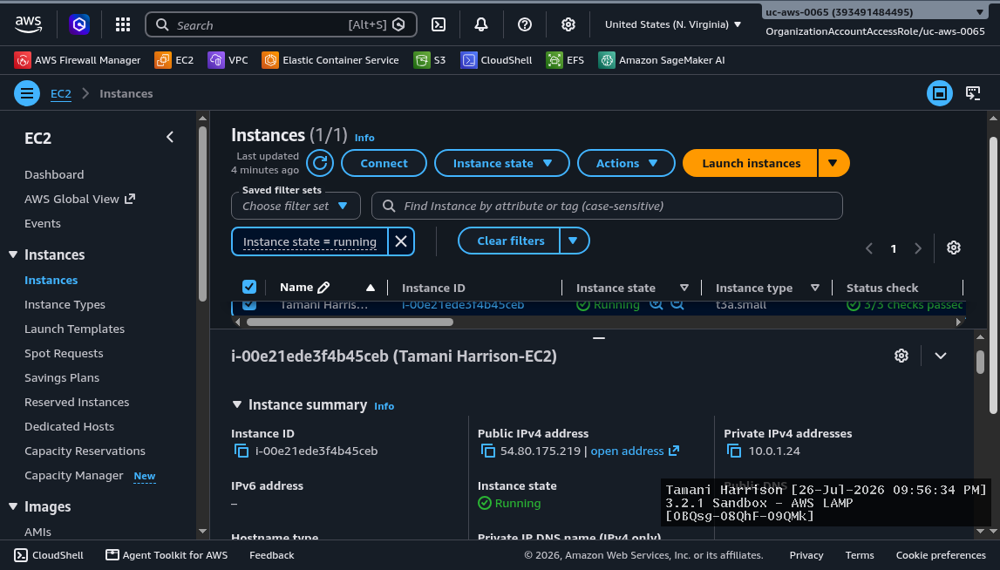 aws
Search [Alt+S]
United States (N. Virginia)
uc-aws-0065 (393491484495)
OrganizationAccountAccessRole/uc-aws-0065
AWS Firewall Manager EC2 VPC Elastic Container Service S3 CloudShell EFS Amazon SageMaker AI
EC2 Instances
EC2
Dashboard
AWS Global View
Events
Instances
Instances
Instance Types
Launch Templates
Spot Requests
Savings Plans
Reserved Instances
Dedicated Hosts
Capacity Reservations
Capacity Manager New
Images
AMIs
Instances (1/1) Info
Last updated
4 minutes ago
Connect Instance state Actions Launch instances
Saved filter sets
Choose filter set Find Instance by attribute or tag (case-sensitive)
Instance state = running Clear filters 1
Name Instance ID Instance state Instance type Status check
Tamani Harris... i-00e21ede3f4b45ceb Running t3a.small 3/3 checks passec
i-00e21ede3f4b45ceb (Tamani Harrison-EC2)
Instance summary Info
Instance ID
i-00e21ede3f4b45ceb
Public IPv4 address
54.80.175.219 | open address
Private IPv4 addresses
10.0.1.24
IPv6 address
–
Instance state
Running
Public DNS
Hostname type
Private IP DNS name (IPv4 only)
Tamani Harrison [26-Jul-2026 09:56:34 PM]
3.2.1 Sandbox - AWS LAMP
[OBQsg-O8QhF-O9QMk]
CloudShell Agent Toolkit for AWS Feedback © 2026, Amazon Web Services, Inc. or its affiliates. Privacy Terms Cookie preferences